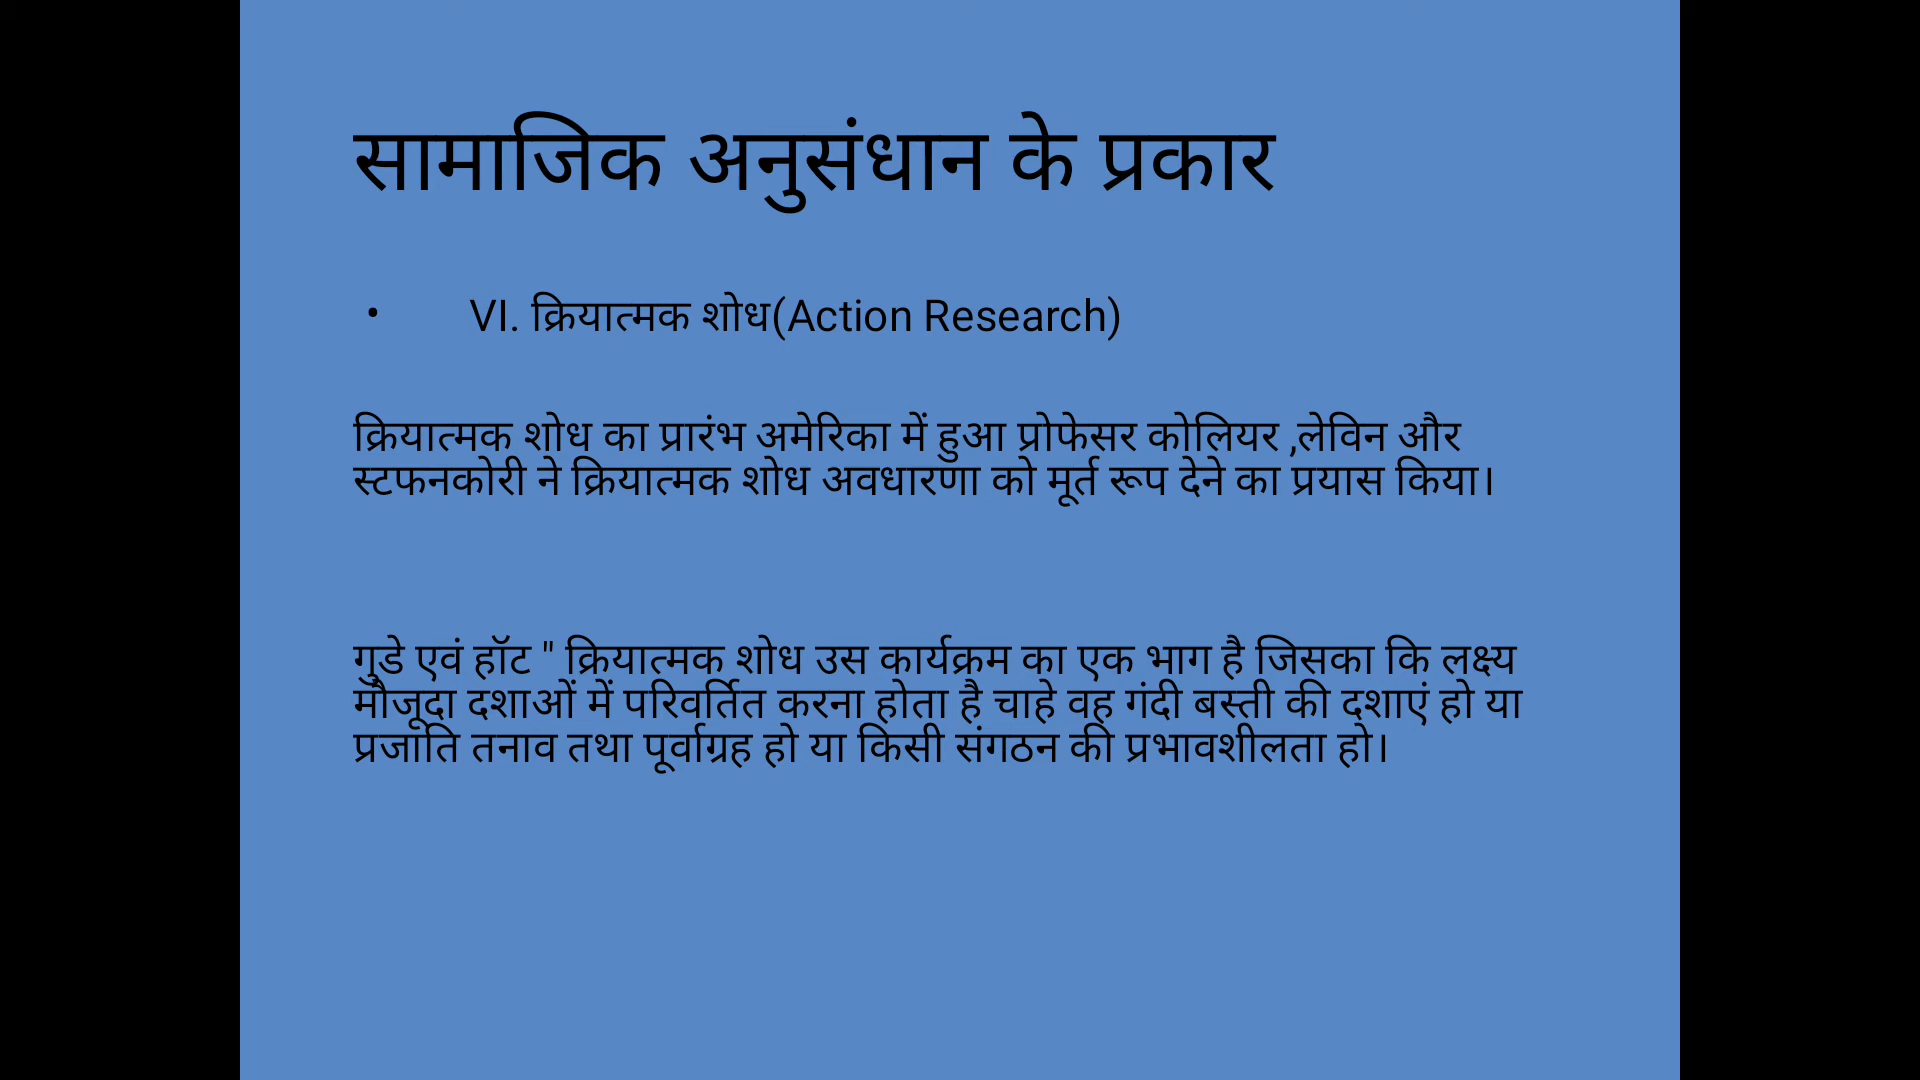 सामाजिक अनुसंधान के प्रकार
• VI. क्रियात्मक शोध(Action Research)
क्रियात्मक शोध का प्रारंभ अमेरिका में हुआ प्रोफेसर कोलियर ,लेविन और
स्टफनकोरी ने क्रियात्मक शोध अवधारणा को मूर्त रूप देने का प्रयास किया।
गुडे एवं हॉट " क्रियात्मक शोध उस कार्यक्रम का एक भाग है जिसका कि लक्ष्य
मौजूदा दशाओं में परिवर्तित करना होता है चाहे वह गंदी बस्ती की दशाएं हो या
प्रजाति तनाव तथा पूर्वाग्रह हो या किसी संगठन की प्रभावशीलता हो।